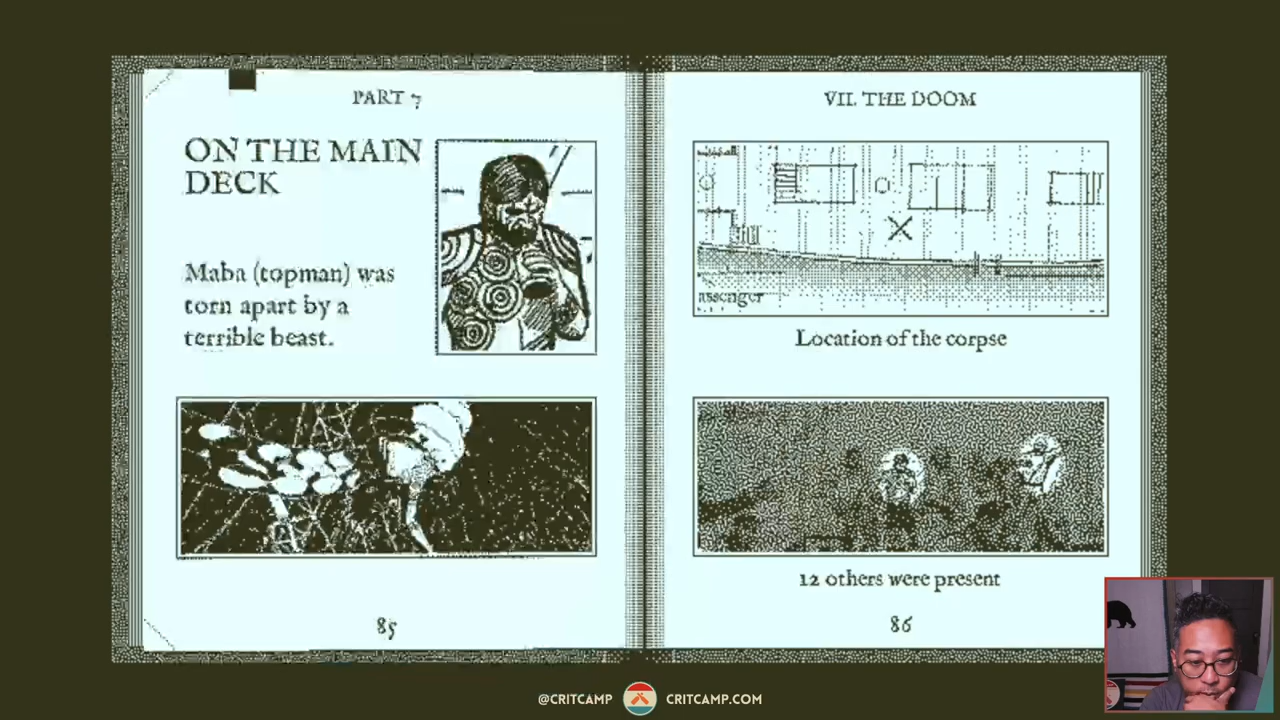 PART 7
ON THE MAIN
DECK
Maba (topman) was
torn apart by a
terrible beast.
85
VII. THE DOOM
Location of the corpse
12 others were present
86
@CRITCAMP
CRITCAMP.COM